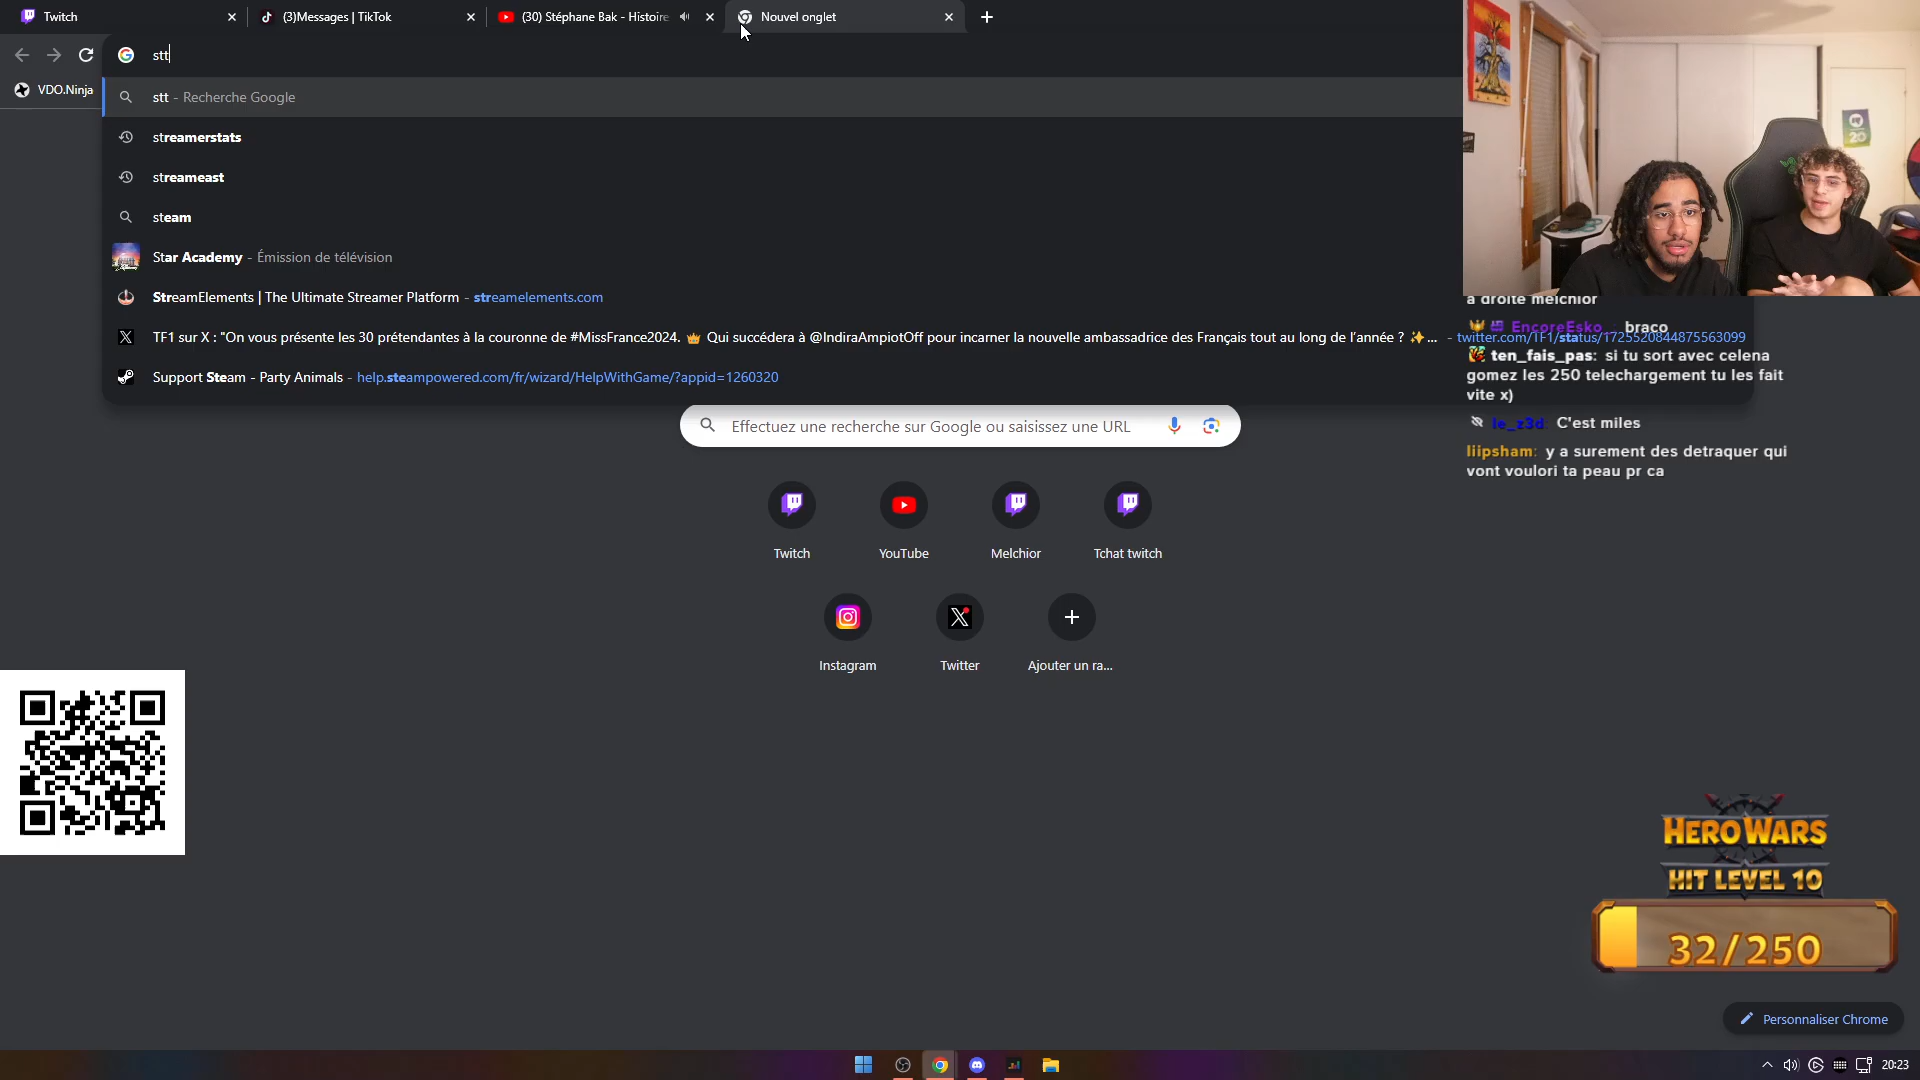 Twitch
(3)Messages | TikTok
(30) Stéphane Bak - Histoire
Nouvel onglet
stt
VDO.Ninja
stt - Recherche Google
streamerstats
streameast
steam
Star Academy - Émission de télévision
StreamElements | The Ultimate Streamer Platform - streamelements.com
TF1 sur X : "On vous présente les 30 prétendantes à la couronne de #MissFrance2024. 👑 Qui succédera à @IndiraAmpiotOff pour incarner la nouvelle ambassadrice des Français tout au long de l'année ? ✨... - twitter.com/TF1/status/1725520844875563099
Support Steam - Party Animals - help.steampowered.com/fr/wizard/HelpWithGame/?appid=1260320
20
a droite melchior
EncoreEsko_ braco
ten_fais_pas: si tu sort avec celena
gomez les 250 telechargement tu les fait
vite x)
le_z3d: C'est miles
liipsham: y a surement des detraquer qui
vont voulori ta peau pr ca
Effectuez une recherche sur Google ou saisissez une URL
Twitch
YouTube
Melchior
Tchat twitch
Instagram
Twitter
Ajouter un ra...
HERO WARS
HIT LEVEL 10
32/250
Personnaliser Chrome
20:23